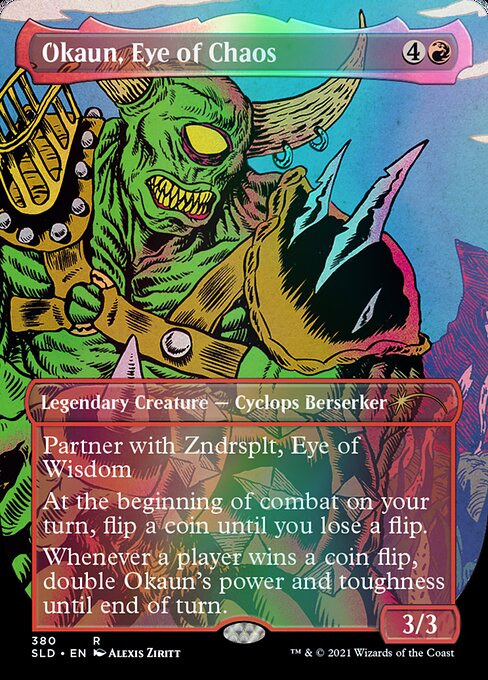 Okaun, Eye of Chaos 4
Legendary Creature — Cyclops Berserker
Partner with Zndrsplt, Eye of
Wisdom
At the beginning of combat on your
turn, flip a coin until you lose a flip.
Whenever a player wins a coin flip,
double Okaun's power and toughness
until end of turn.
3/3
380 R
SLD • EN ALEXIS ZIRITT
™ & © 2021 Wizards of the Coast